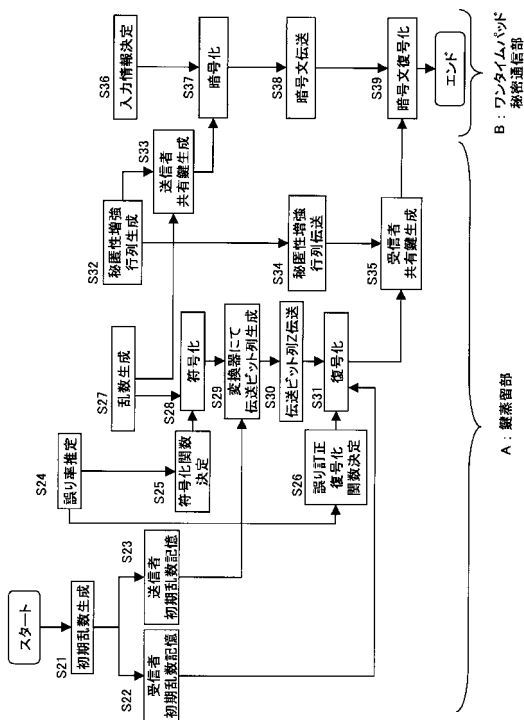 スタート
S21
初期乱数生成
S22
受信者
初期乱数記憶
S23
送信者
初期乱数記憶
S24
誤り率推定
S25
符号化関数
決定
S26
誤り訂正
復号化
関数決定
S27
乱数生成
S28
符号化
S29
変換器にて
伝送ビット列生成
S30
伝送ビット列Z伝送
S31
復号化
S32
秘匿性増強
行列生成
S33
送信者
共有鍵生成
S34
秘匿性増強
行列伝送
S35
受信者
共有鍵生成
S36
入力情報決定
S37
暗号化
S38
暗号文伝送
S39
暗号文復号化
エンド
A：鍵蒸留部
B：ワンタイムパッド
秘密通信部